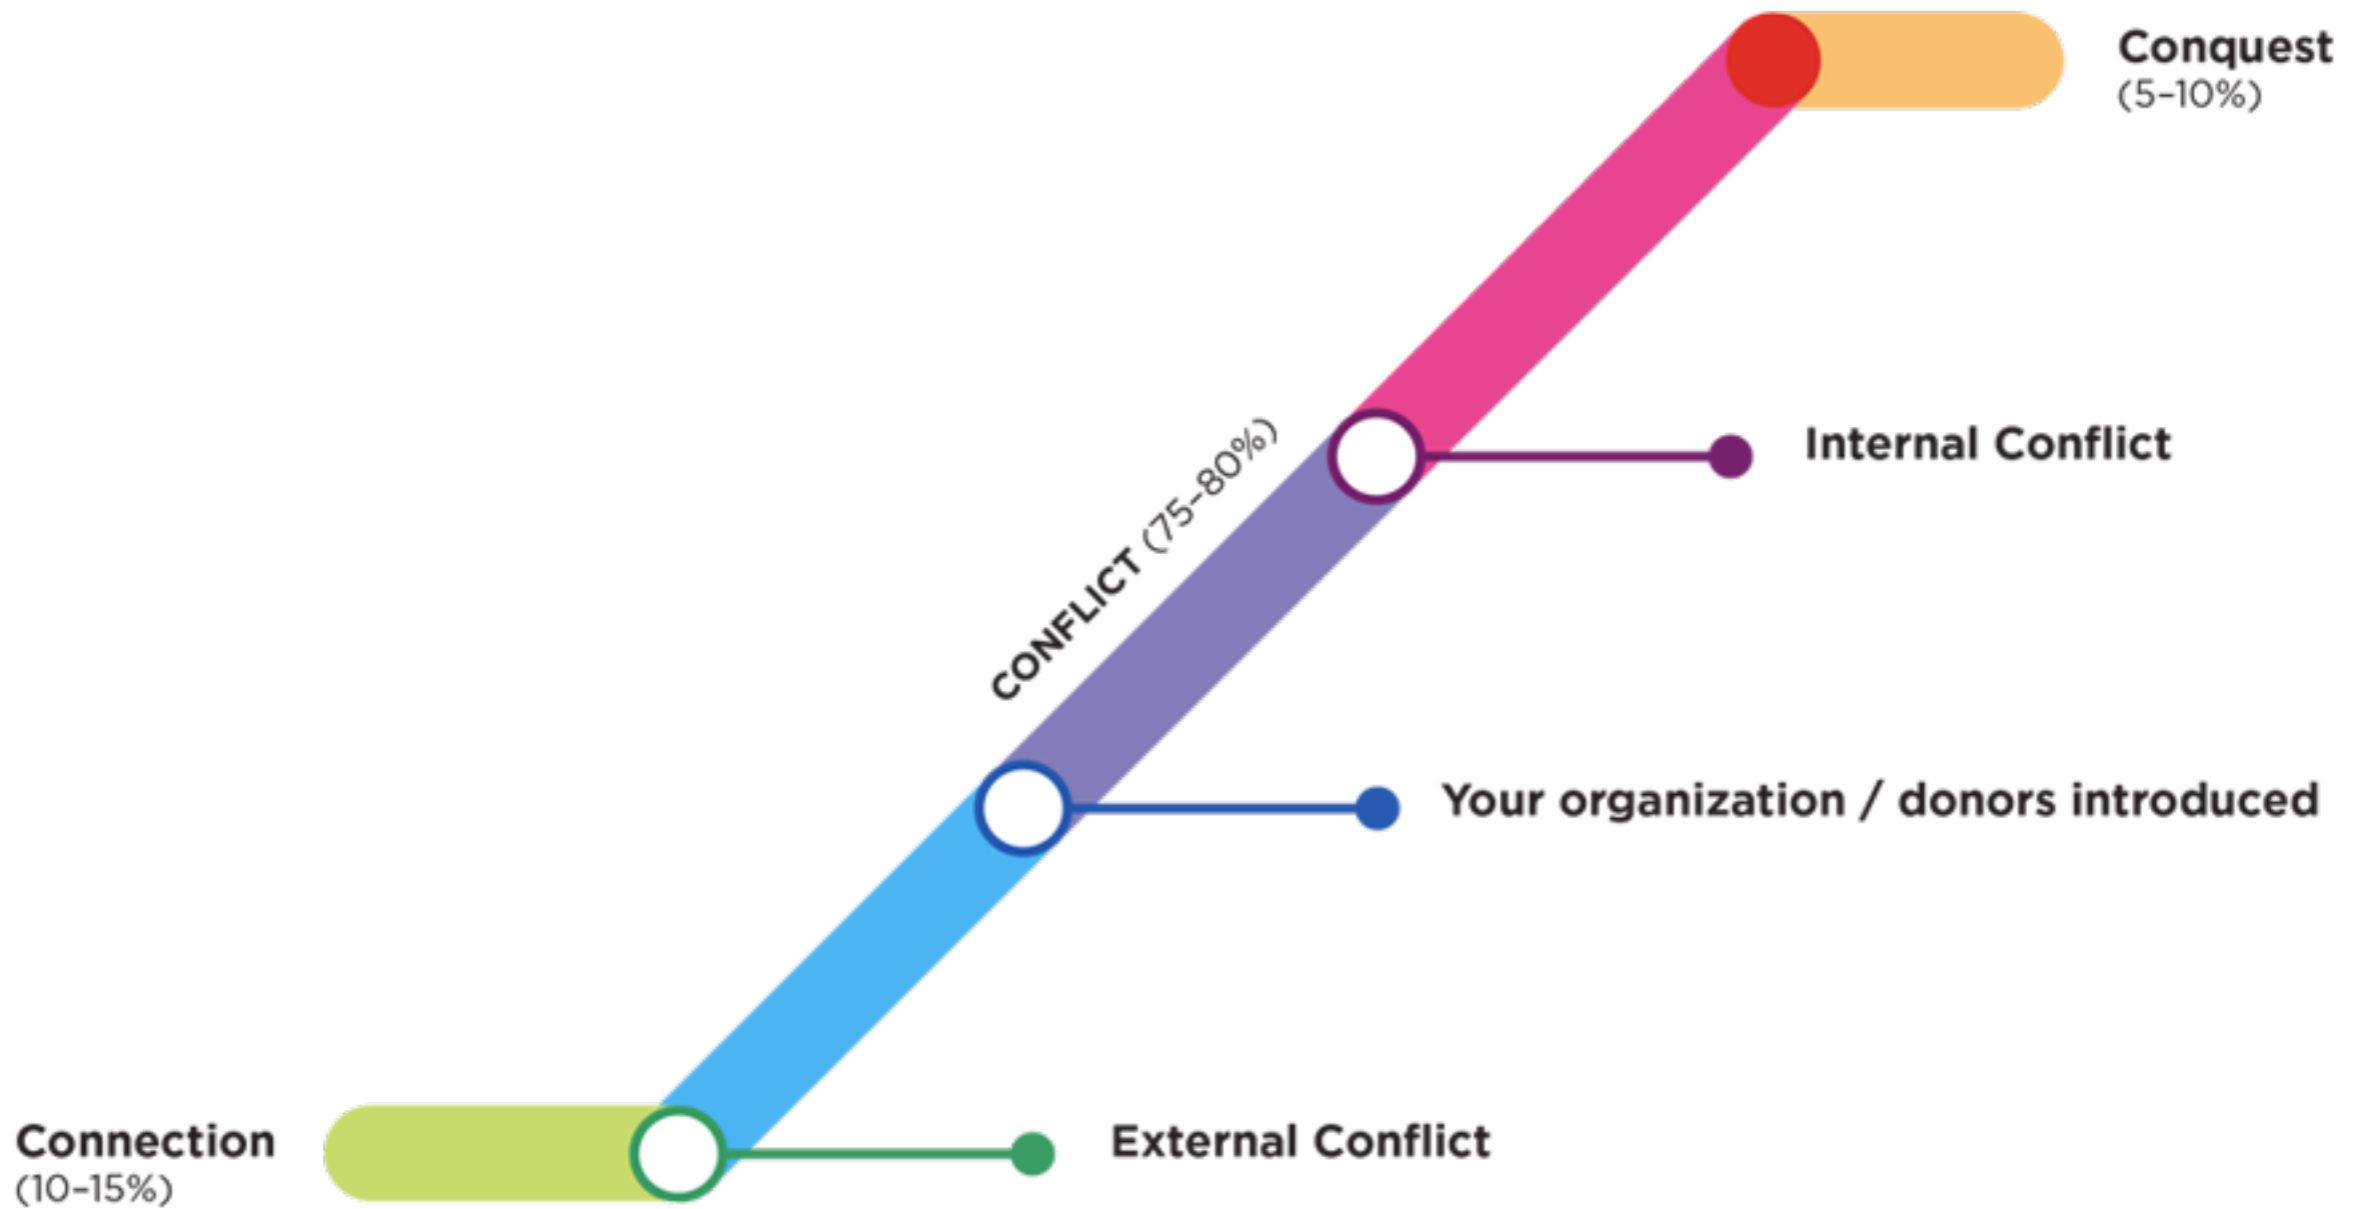 Conquest
(5–10%)
Internal Conflict
CONFLICT (75–80%)
Your organization / donors introduced
Connection
(10–15%)
External Conflict